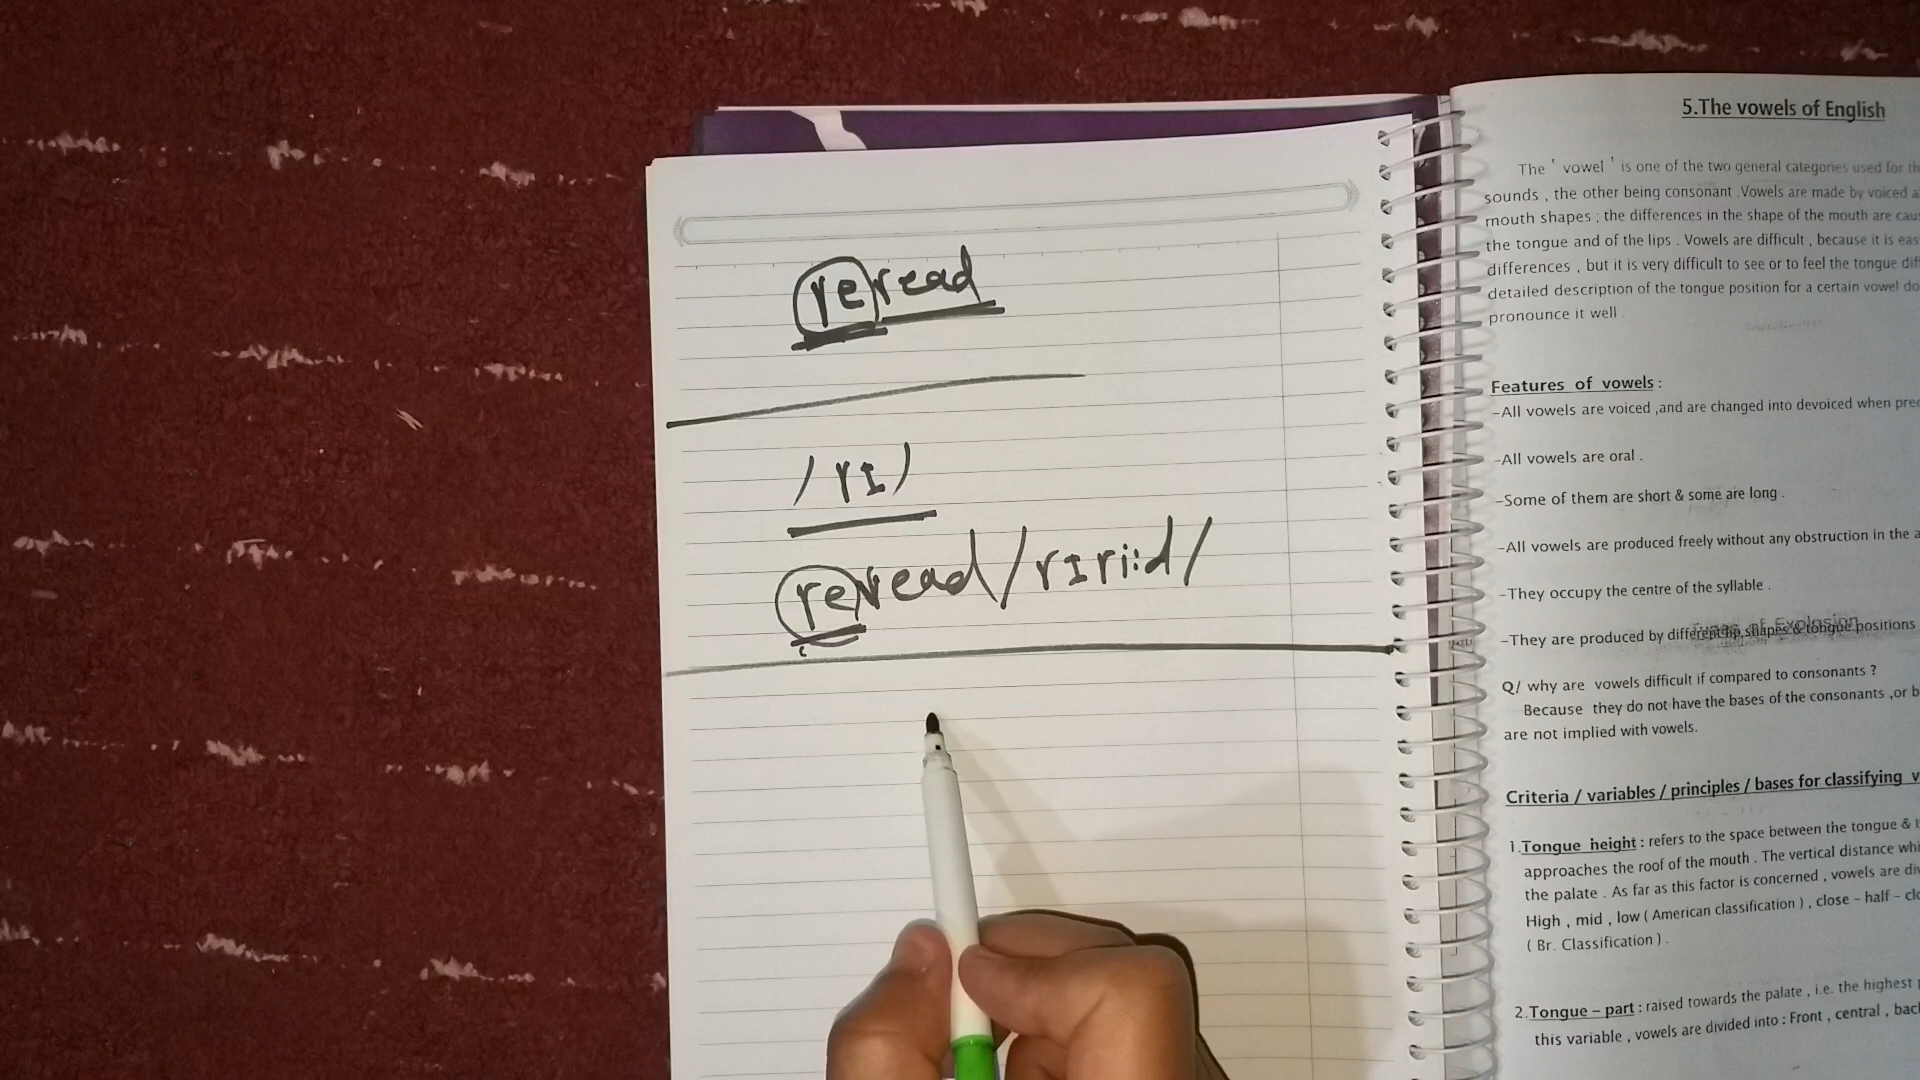 reread
/rɪ/
reread/rɪri:d/
5.The vowels of English
The ' vowel ' is one of the two general categories used for
sounds , the other being consonant .Vowels are made by voiced
mouth shapes ; the differences in the shape of the mouth are
the tongue and of the lips . Vowels are difficult , because it is
differences , but it is very difficult to see or to feel the tongue
detailed description of the tongue position for a certain vowel
pronounce it well .
Features of vowels :
-All vowels are voiced ,and are changed into devoiced when
-All vowels are oral .
-Some of them are short & some are long .
-All vowels are produced freely without any obstruction in the
-They occupy the centre of the syllable .
-They are produced by different lip shapes & tongue positions
Q/ why are vowels difficult if compared to consonants ?
Because they do not have the bases of the consonants ,or
are not implied with vowels.
Criteria / variables / principles / bases for classifying
1.Tongue height : refers to the space between the tongue &
approaches the roof of the mouth . The vertical distance
the palate . As far as this factor is concerned , vowels are
High , mid , low ( American classification ) , close - half -
( Br. Classification ) .
2.Tongue - part : raised towards the palate , i.e. the highest
this variable , vowels are divided into : Front , central ,